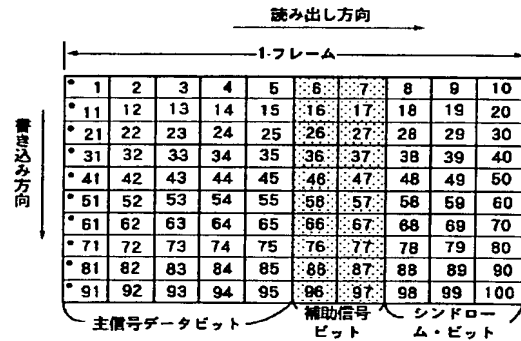 読み出し方向
1フレーム
書き込み方向
• 1 2 3 4 5 6 7 8 9 10
• 11 12 13 14 15 16 17 18 19 20
• 21 22 23 24 25 26 27 28 29 30
• 31 32 33 34 35 36 37 38 39 40
• 41 42 43 44 45 46 47 48 49 50
• 51 52 53 54 55 56 57 58 59 60
• 61 62 63 64 65 66 67 68 69 70
• 71 72 73 74 75 76 77 78 79 80
• 81 82 83 84 85 86 87 88 89 90
• 91 92 93 94 95 96 97 98 99 100
主信号データビット
補助信号
ビット
シンドロー
ム・ビット